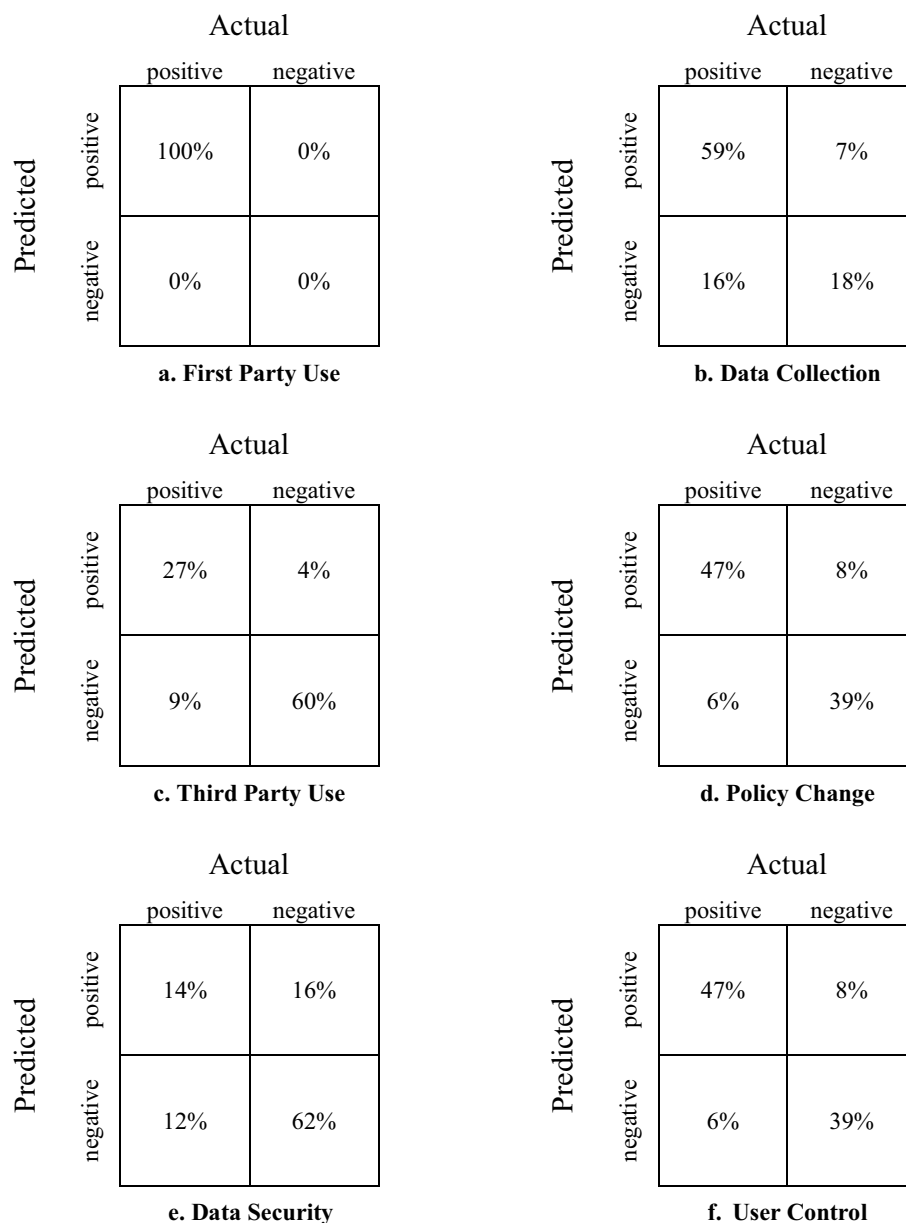 Actual
positive negative
Predicted
positive
100% 0%
negative
0% 0%
a. First Party Use
Actual
positive negative
Predicted
positive
59% 7%
negative
16% 18%
b. Data Collection
Actual
positive negative
Predicted
positive
27% 4%
negative
9% 60%
c. Third Party Use
Actual
positive negative
Predicted
positive
47% 8%
negative
6% 39%
d. Policy Change
Actual
positive negative
Predicted
positive
14% 16%
negative
12% 62%
e. Data Security
Actual
positive negative
Predicted
positive
47% 8%
negative
6% 39%
f. User Control